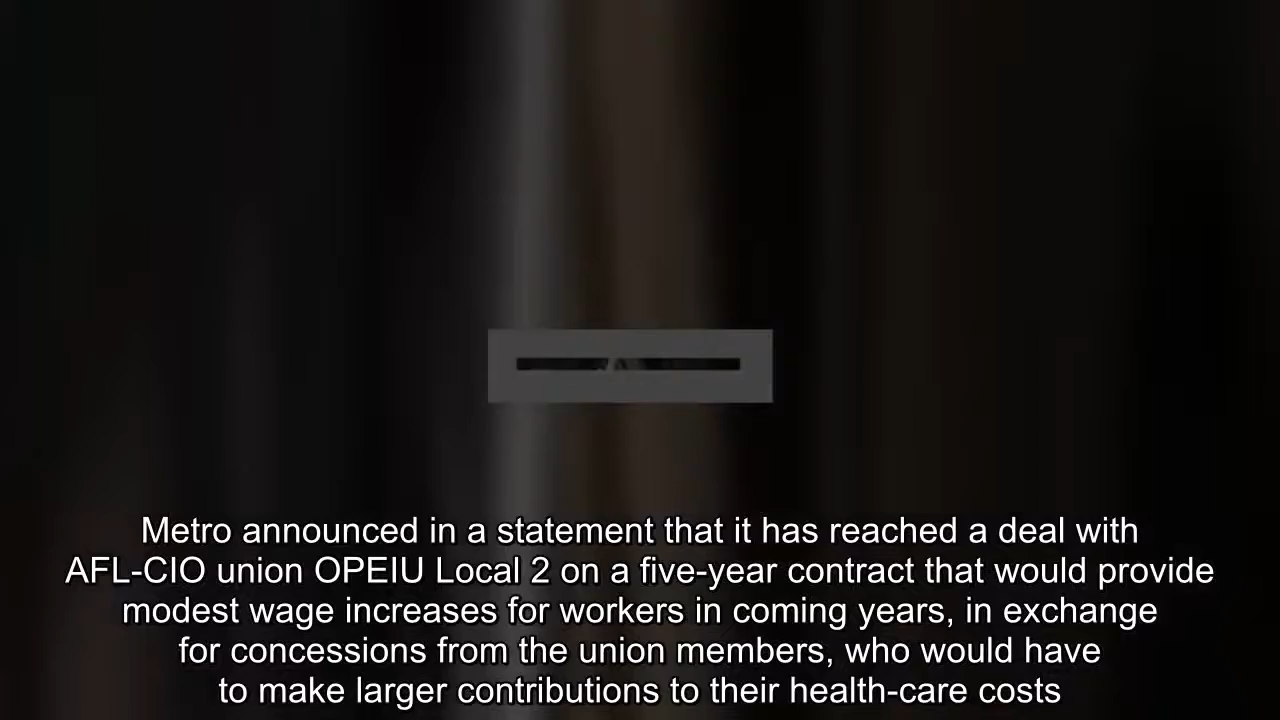 Metro announced in a statement that it has reached a deal with
AFL-CIO union OPEIU Local 2 on a five-year contract that would provide
modest wage increases for workers in coming years, in exchange
for concessions from the union members, who would have
to make larger contributions to their health-care costs